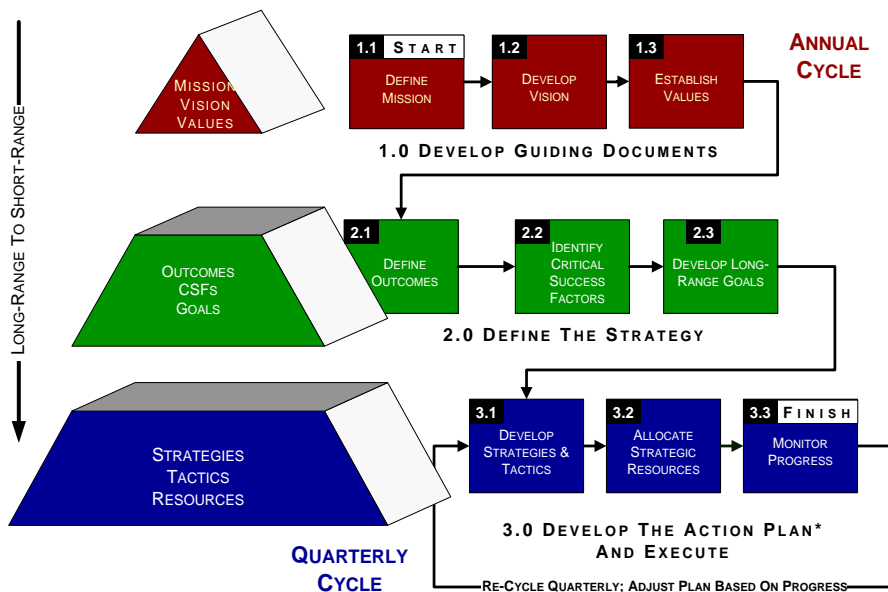 LONG-RANGE TO SHORT-RANGE
MISSION
VISION
VALUES
1.1 START
DEFINE
MISSION
1.2
DEVELOP
VISION
1.3
ESTABLISH
VALUES
ANNUAL
CYCLE
1.0 DEVELOP GUIDING DOCUMENTS
OUTCOMES
CSFS
GOALS
2.1
DEFINE
OUTCOMES
2.2
IDENTIFY
CRITICAL
SUCCESS
FACTORS
2.3
DEVELOP LONG-
RANGE GOALS
2.0 DEFINE THE STRATEGY
STRATEGIES
TACTICS
RESOURCES
3.1
DEVELOP
STRATEGIES &
TACTICS
3.2
ALLOCATE
STRATEGIC
RESOURCES
3.3 FINISH
MONITOR
PROGRESS
3.0 DEVELOP THE ACTION PLAN*
AND EXECUTE
QUARTERLY
CYCLE
RE-CYCLE QUARTERLY; ADJUST PLAN BASED ON PROGRESS